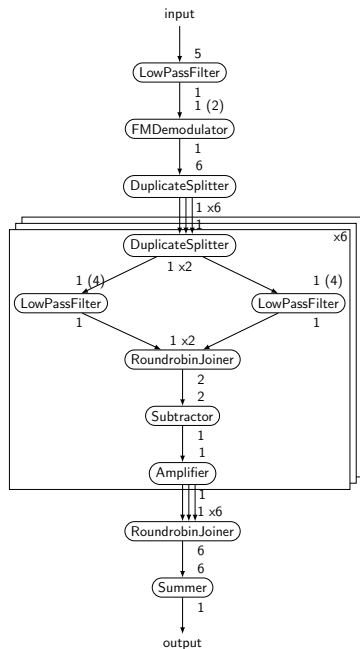 input
5
LowPassFilter
1
1 (2)
FMDemodulator
1
6
DuplicateSplitter
1 x6
x6
1
DuplicateSplitter
1 x2
1 (4)
1 (4)
LowPassFilter
LowPassFilter
1
1
1 x2
RoundrobinJoiner
2
2
Subtractor
1
1
Amplifier
1
1 x6
RoundrobinJoiner
6
6
Summer
1
output